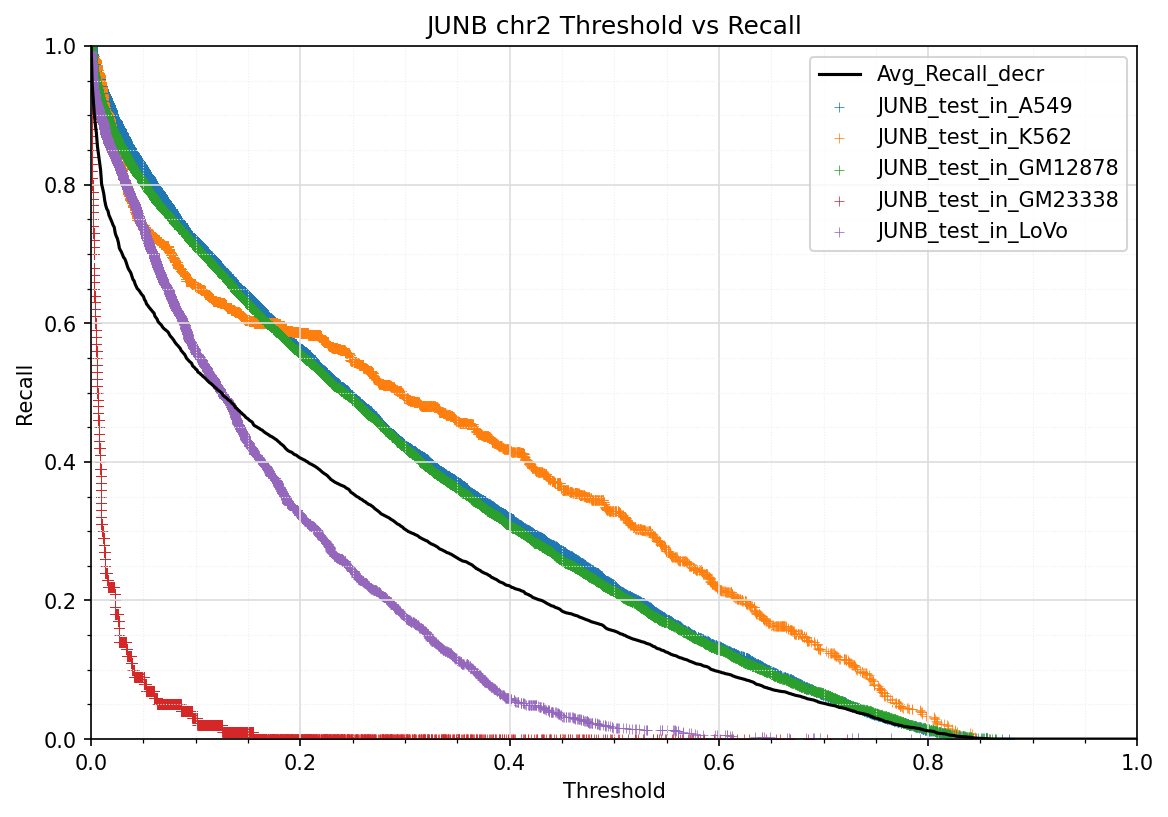 JUNB chr2 Threshold vs Recall
Avg_Recall_decr
JUNB_test_in_A549
JUNB_test_in_K562
JUNB_test_in_GM12878
JUNB_test_in_GM23338
JUNB_test_in_LoVo
1.0
0.8
0.6
0.4
0.2
0.0
Recall
0.0 0.2 0.4 0.6 0.8 1.0
Threshold